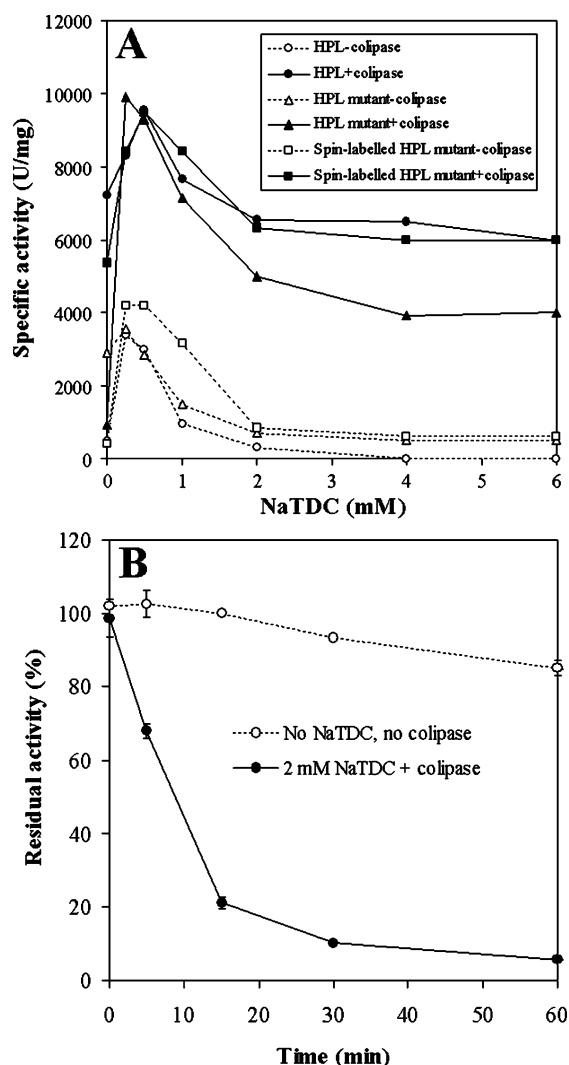 A
12000
10000
8000
6000
4000
2000
0
Specific activity (U/mg)
HPL-colipase
HPL+colipase
HPL mutant-colipase
HPL mutant+colipase
Spin-labelled HPL mutant-colipase
Spin-labelled HPL mutant+colipase
0 1 2 3 4 5 6
NaTDC (mM)
B
120
100
80
60
40
20
0
Residual activity (%)
No NaTDC, no colipase
2 mM NaTDC + colipase
0 10 20 30 40 50 60
Time (min)